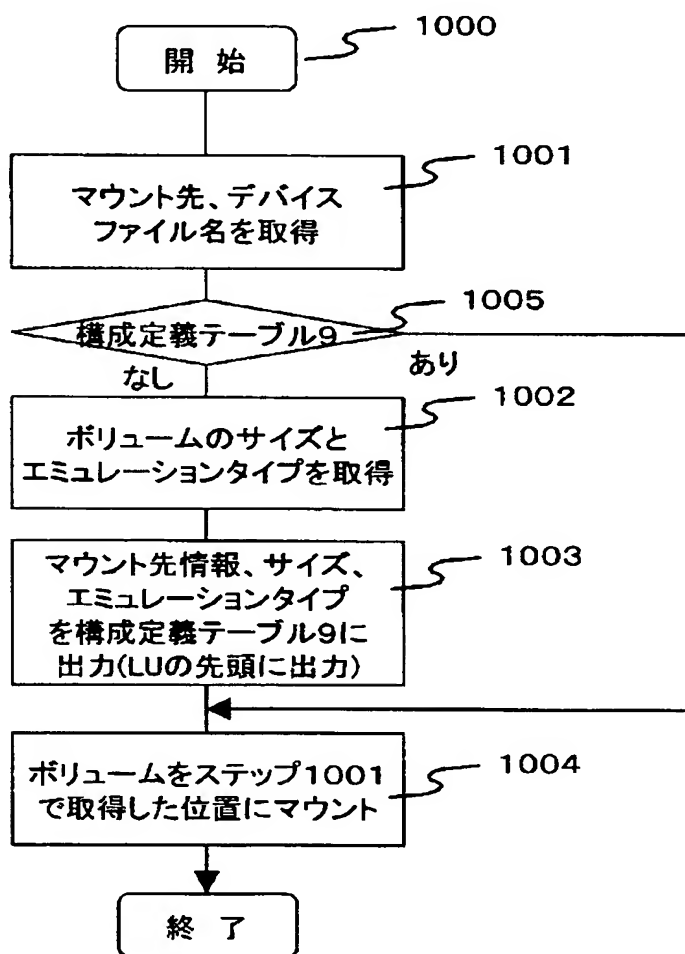 開 始
1000
1001
マウント先、デバイス
ファイル名を取得
1005
構成定義テーブル9
なし
あり
1002
ボリュームのサイズと
エミュレーションタイプを取得
1003
マウント先情報、サイズ、
エミュレーションタイプ
を構成定義テーブル9に
出力(LUの先頭に出力)
1004
ボリュームをステップ1001
で取得した位置にマウント
終 了